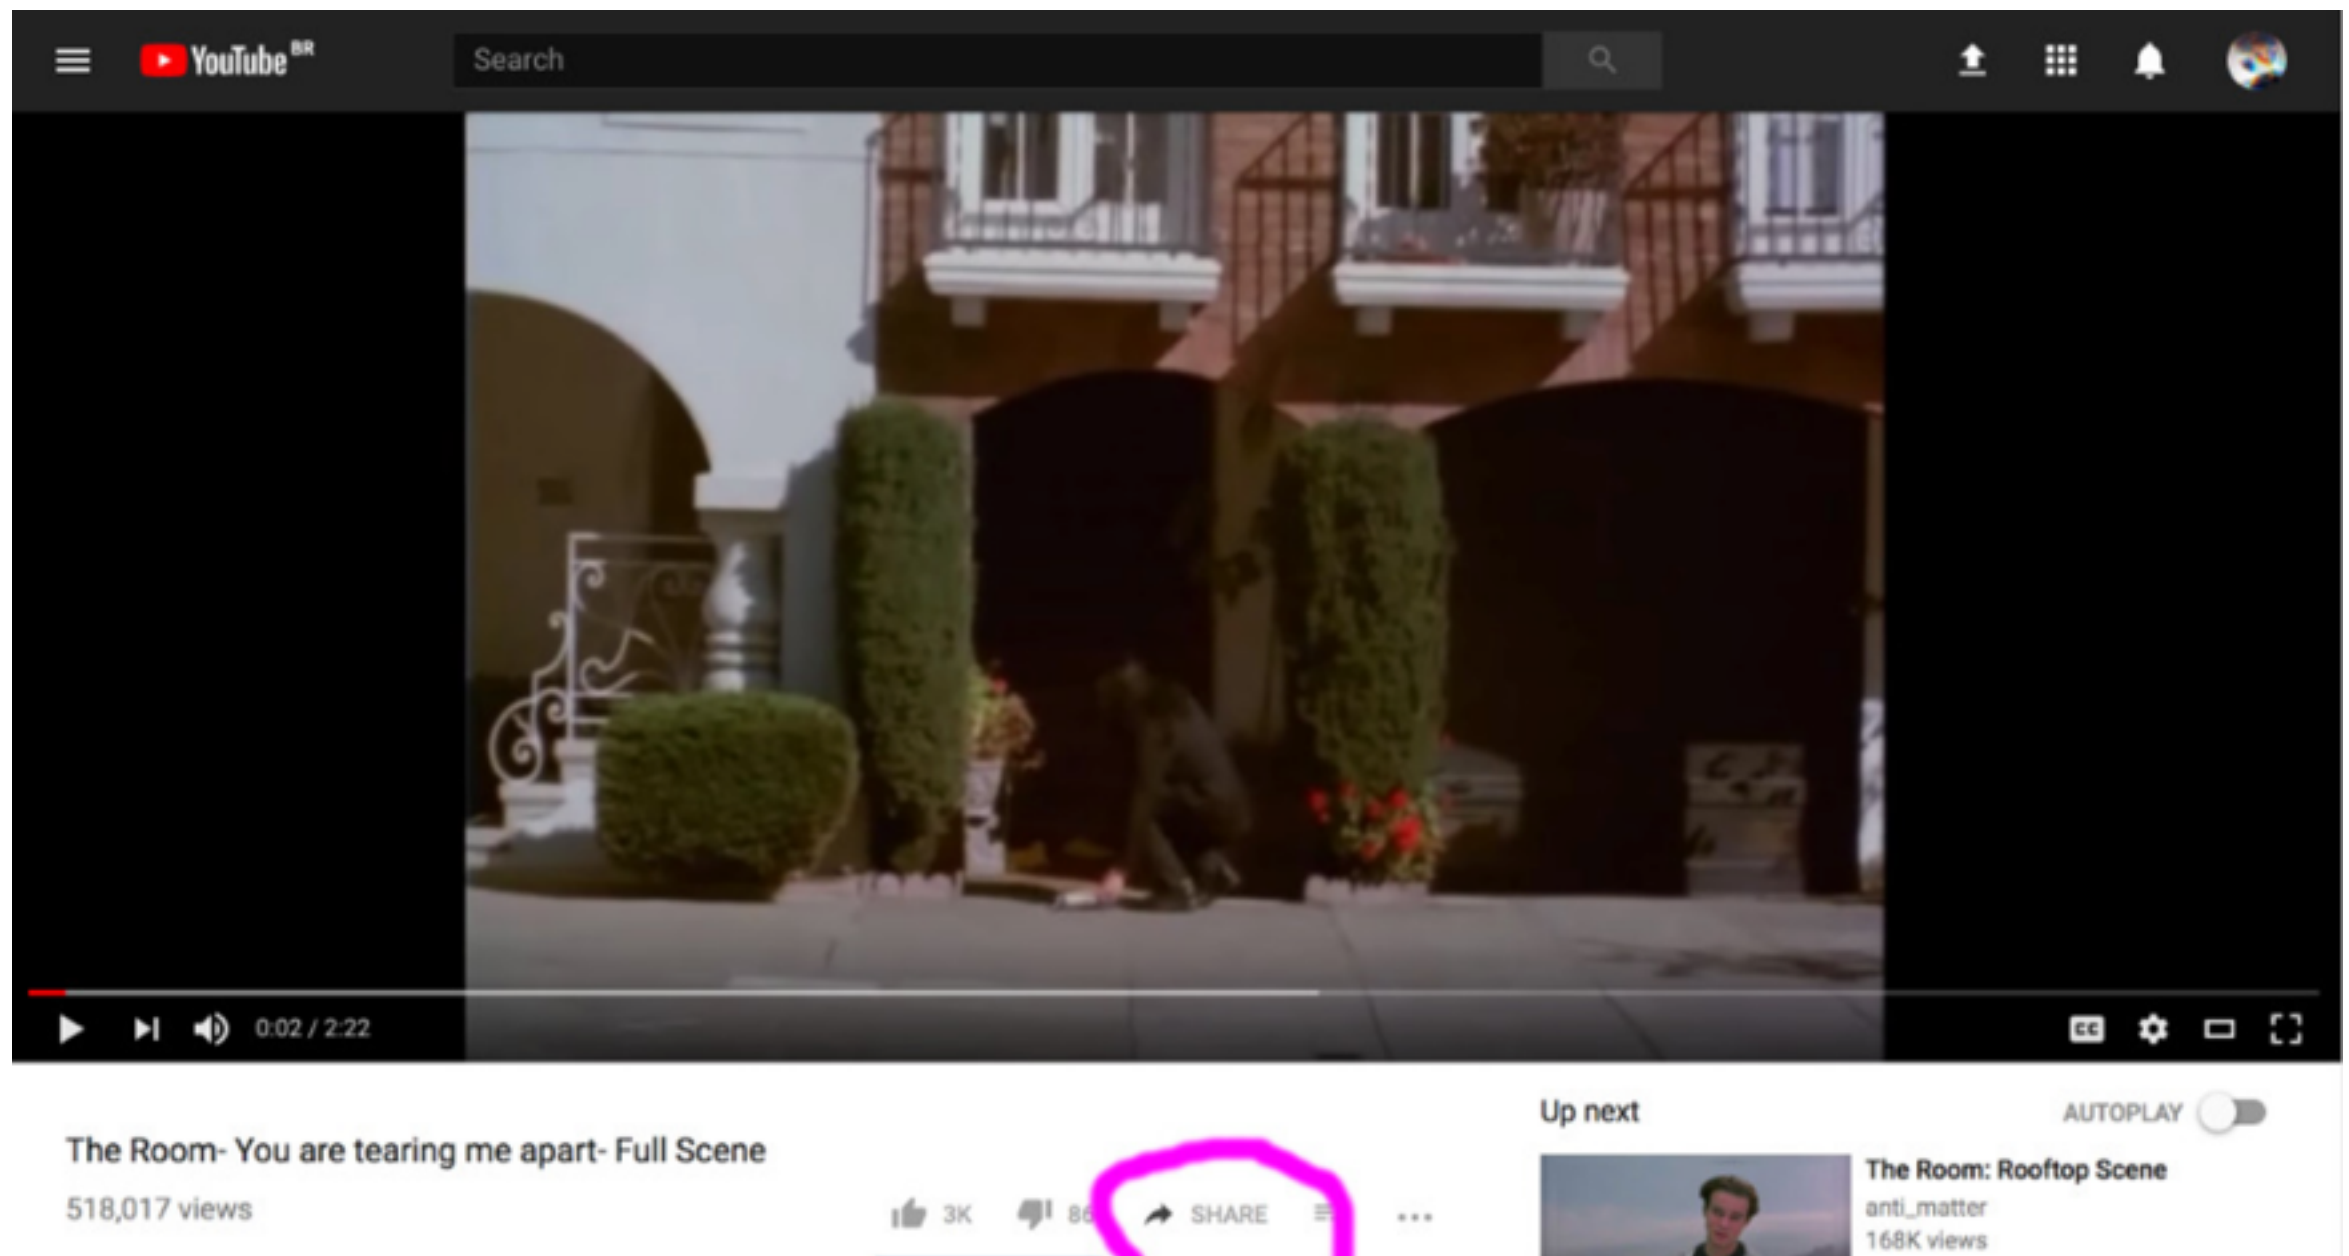 YouTube BR
Search
0:02 / 2:22
CC
The Room- You are tearing me apart- Full Scene
518,017 views
3K
SHARE
Up next
AUTOPLAY
The Room: Rooftop Scene
anti_matter
168K views